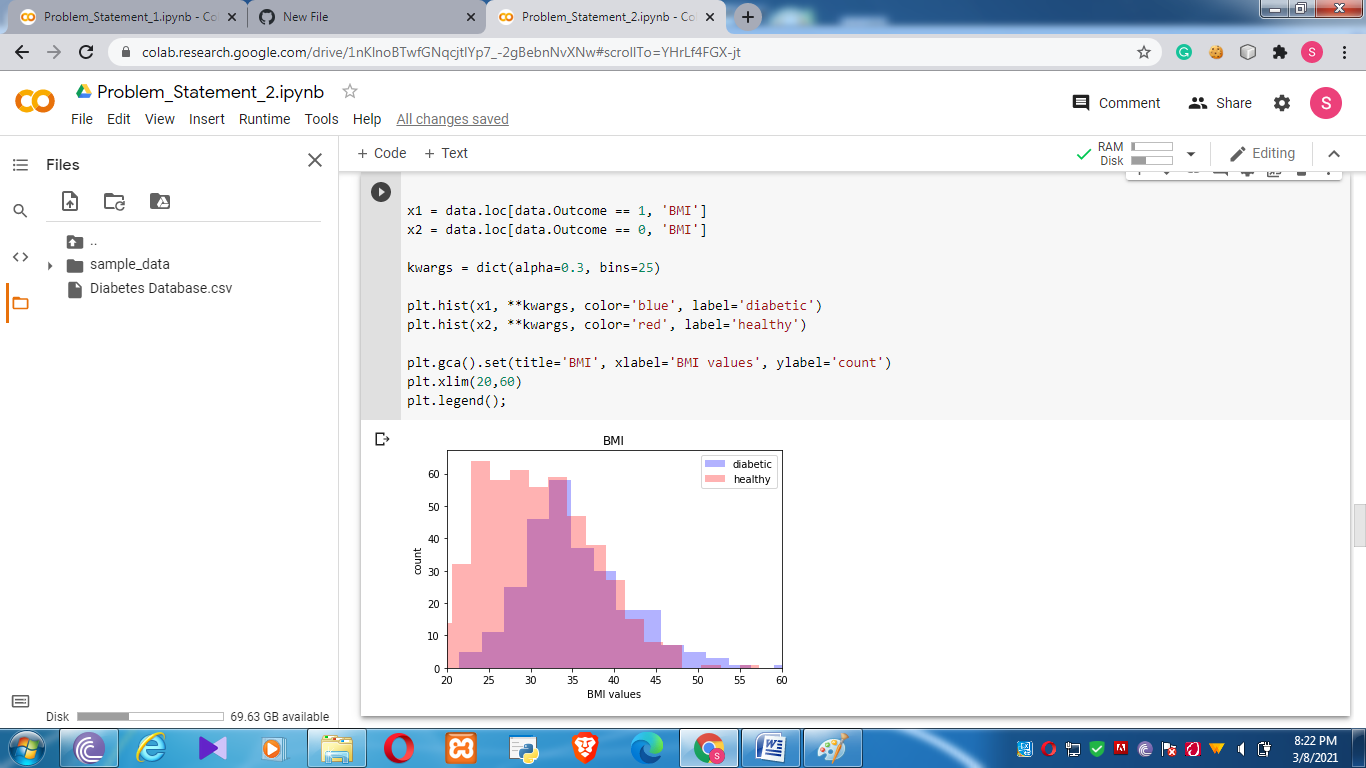 Problem_Statement_1.ipynb - Co
New File
Problem_Statement_2.ipynb - Col
colab.research.google.com/drive/1nKlnoBTwfGNqcjtIYp7_-2gBebnNvXNw#scrollTo=YHrLf4FGX-jt
S
Problem_Statement_2.ipynb
File Edit View Insert Runtime Tools Help All changes saved
Comment Share S
Files
+ Code + Text
RAM
Disk
Editing
..
sample_data
Diabetes Database.csv
x1 = data.loc[data.Outcome == 1, 'BMI']
x2 = data.loc[data.Outcome == 0, 'BMI']
kwargs = dict(alpha=0.3, bins=25)
plt.hist(x1, **kwargs, color='blue', label='diabetic')
plt.hist(x2, **kwargs, color='red', label='healthy')
plt.gca().set(title='BMI', xlabel='BMI values', ylabel='count')
plt.xlim(20,60)
plt.legend();
BMI
diabetic
healthy
60
50
40
30
20
10
0
count
20 25 30 35 40 45 50 55 60
BMI values
Disk 69.63 GB available
8:22 PM
3/8/2021